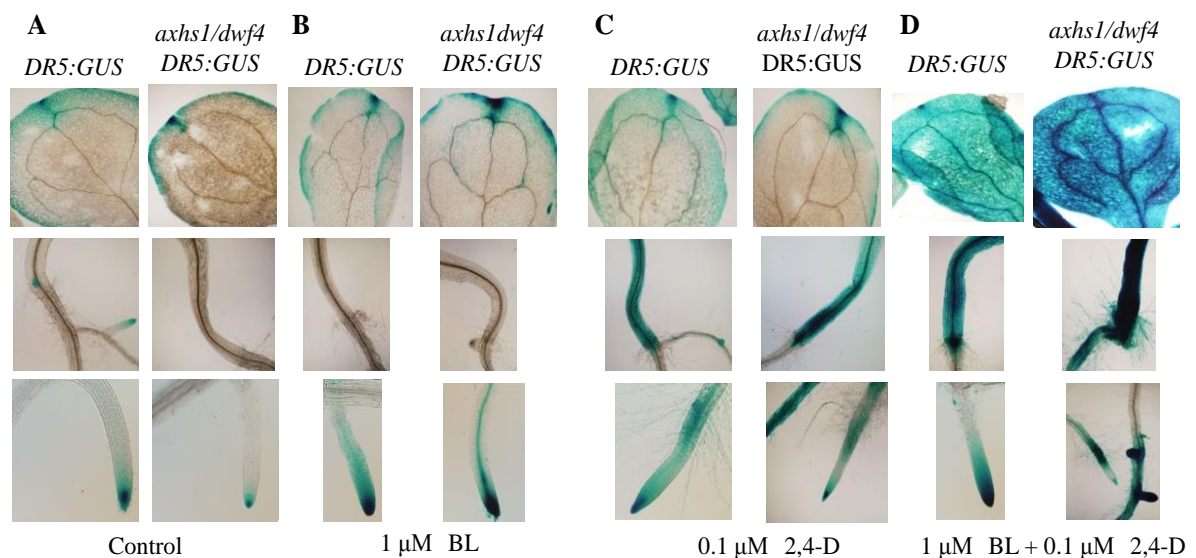 A
DR5:GUS
axhs1/dwf4
DR5:GUS
B
DR5:GUS
axhs1dwf4
DR5:GUS
C
DR5:GUS
axhs1/dwf4
DR5:GUS
D
DR5:GUS
axhs1/dwf4
DR5:GUS
Control
1 μM BL
0.1 μM 2,4-D
1 μM BL + 0.1 μM 2,4-D